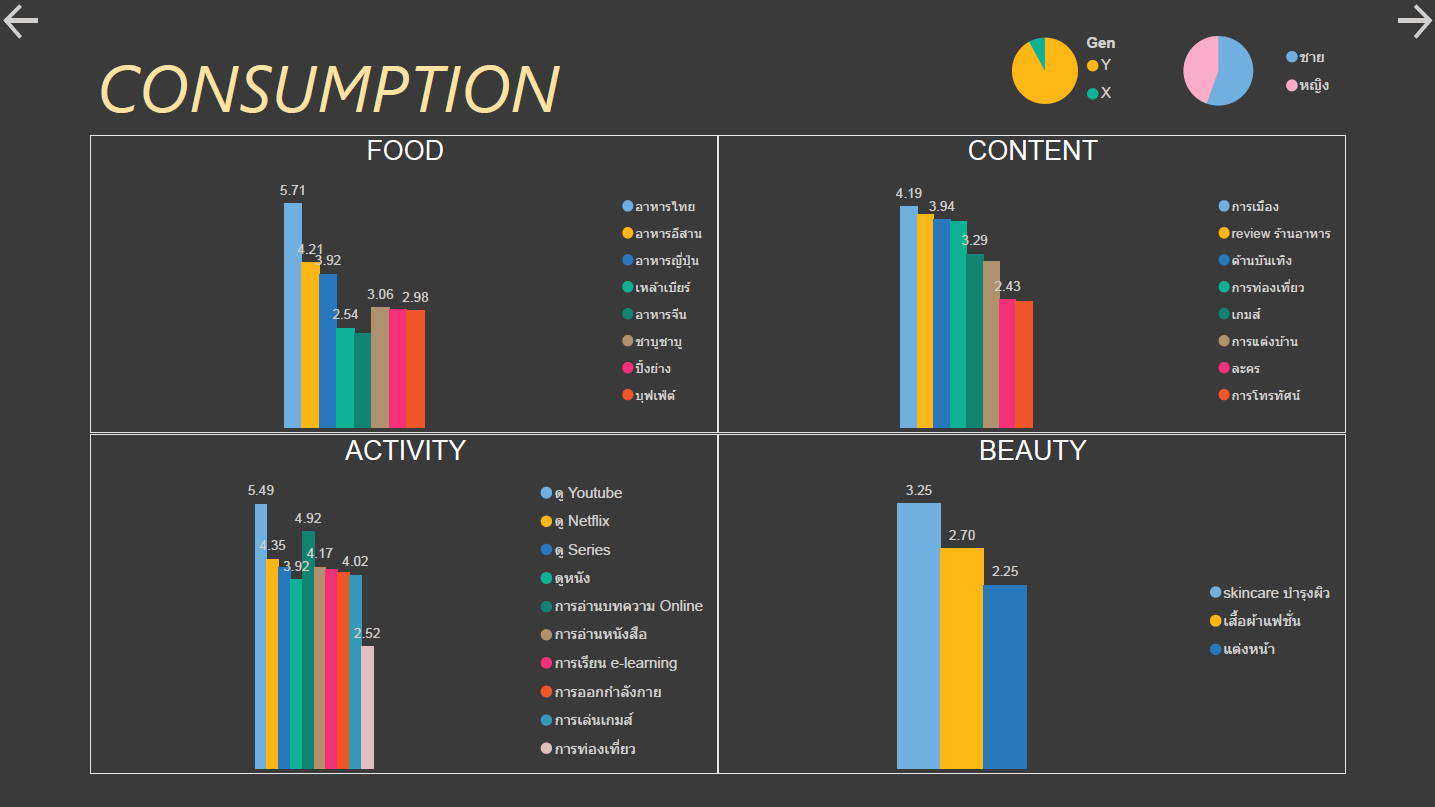 CONSUMPTION
Gen
Y
X
ชาย
หญิง
FOOD
5.71
4.21
3.92
2.54
3.06
2.98
อาหารไทย
อาหารอีสาน
อาหารญี่ปุ่น
เหล้าเบียร์
อาหารจีน
ชาบูชาบู
ปิ้งย่าง
บุฟเฟ่ต์
CONTENT
4.19
3.94
3.29
2.43
การเมือง
review ร้านอาหาร
ด้านบันเทิง
การท่องเที่ยว
เกมส์
การแต่งบ้าน
ละคร
การโทรทัศน์
ACTIVITY
5.49
4.35
3.92
4.92
4.17
4.02
2.52
ดู Youtube
ดู Netflix
ดู Series
ดูหนัง
การอ่านบทความ Online
การอ่านหนังสือ
การเรียน e-learning
การออกกำลังกาย
การเล่นเกมส์
การท่องเที่ยว
BEAUTY
3.25
2.70
2.25
skincare บำรุงผิว
เสื้อผ้าแฟชั่น
แต่งหน้า